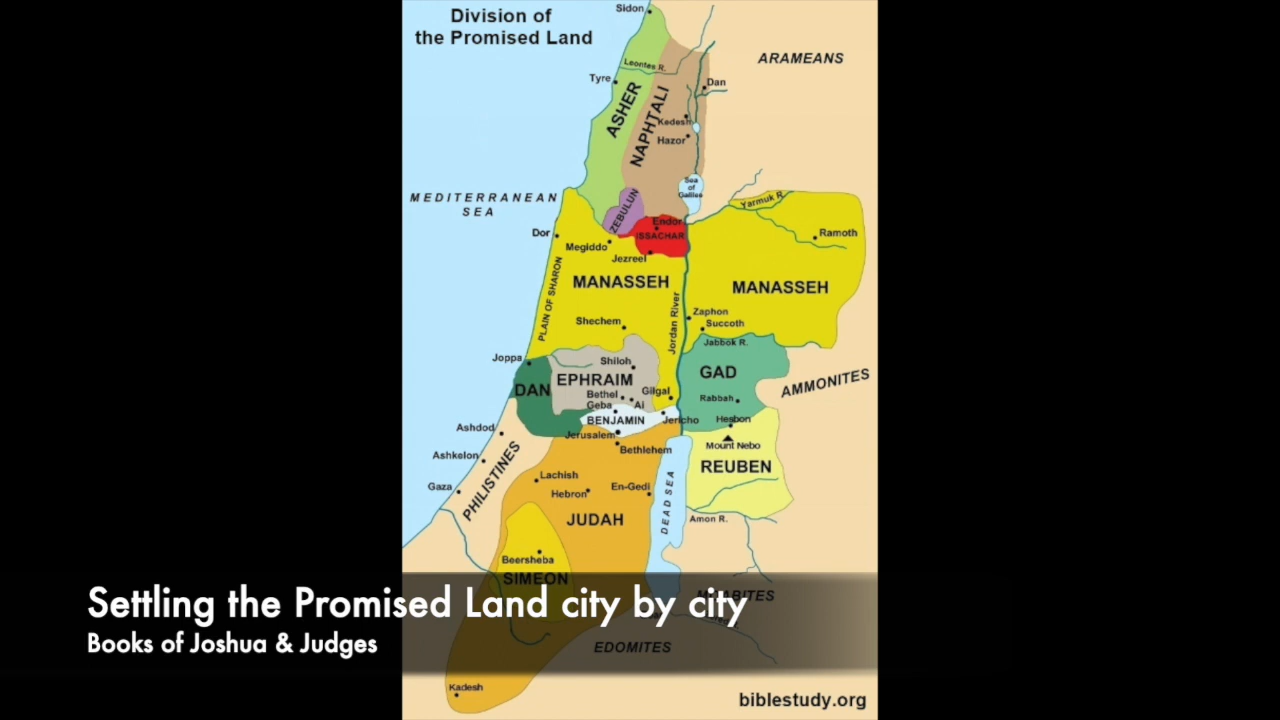 Division of
the Promised Land
Sidon
ARAMEANS
Leontes R.
Tyre
Dan
ASHER
NAPHTALI
Kedesh
Hazor
Sea
of
Galilee
MEDITERRANEAN
SEA
ZEBULUN
Yarmuk R.
Endor
Dor
ISSACHAR
Ramoth
Megiddo
Jezreel
PLAIN OF SHARON
MANASSEH
MANASSEH
Jordan River
Zaphon
Shechem
Succoth
Jabbok R.
Joppa
Shiloh
GAD
EPHRAIM
DAN
AMMONITES
Bethel
Gilgal
Geba
Ai
Rabbah
BENJAMIN
Jericho
Hesbon
Ashdod
Jerusalem
Mount Nebo
Bethlehem
Ashkelon
PHILISTINES
REUBEN
Lachish
Gaza
Hebron
En-Gedi
DEAD SEA
JUDAH
Arnon R.
Beersheba
SIMEON
MOABITES
Settling the Promised Land city by city
Books of Joshua & Judges
EDOMITES
Kadesh
biblestudy.org